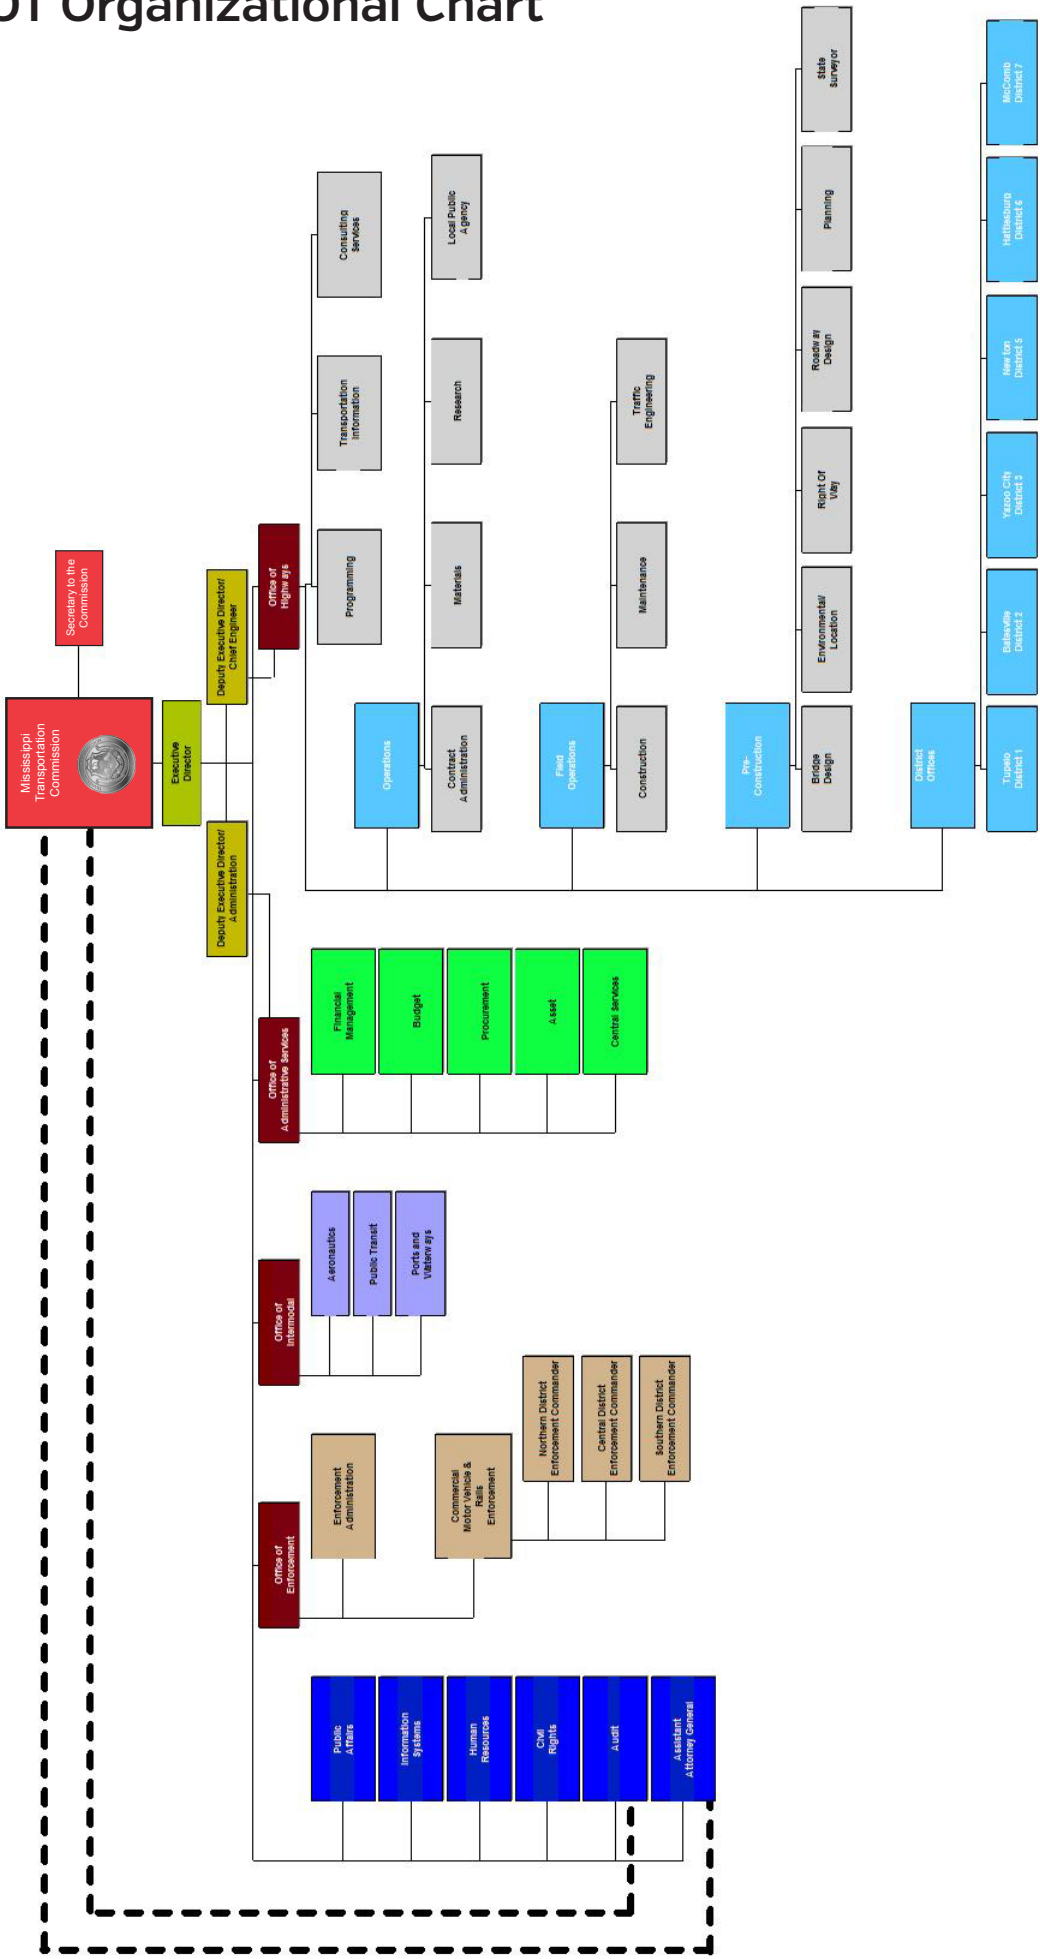 OT Organizational Chart
Mississippi
Transportation
Commission
Secretary to the
Commission
Executive
Director
Deputy Executive Director/
Administration
Deputy Executive Director/
Chief Engineer
Office of
Enforcement
Office of
Intermodal
Office of
Administrative Services
Office of
Highways
Public
Affairs
Information
Systems
Human
Resources
Civil
Rights
Audit
Assistant
Attorney General
Enforcement
Administration
Commercial
Motor Vehicle &
Rails
Enforcement
Northern District
Enforcement Commander
Central District
Enforcement Commander
Southern District
Enforcement Commander
Aeronautics
Public Transit
Ports and
Waterways
Financial
Management
Budget
Procurement
Asset
Central Services
Programming
Transportation
Information
Consulting
Services
Operations
Contract
Administration
Materials
Research
Local Public
Agency
Field
Operations
Construction
Maintenance
Traffic
Engineering
Pre-
Construction
Bridge
Design
Environmental/
Location
Right Of
Way
Roadway
Design
Planning
State
Surveyor
District
Offices
Tupelo
District 1
Batesville
District 2
Yazoo City
District 3
Newton
District 5
Hattiesburg
District 6
McComb
District 7